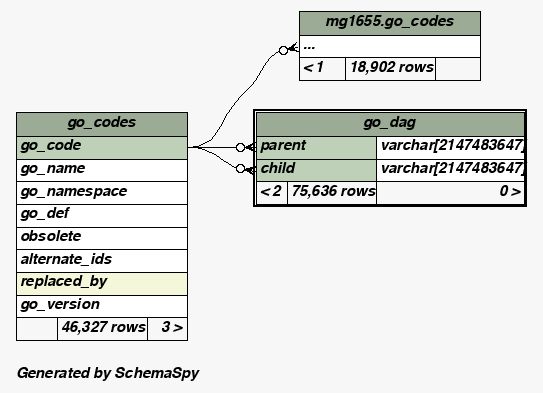 mg1655.go_codes
...
< 1 18,902 rows
go_codes
go_code
go_name
go_namespace
go_def
obsolete
alternate_ids
replaced_by
go_version
46,327 rows 3 >
go_dag
parent varchar[2147483647]
child varchar[2147483647]
< 2 75,636 rows 0 >
Generated by SchemaSpy